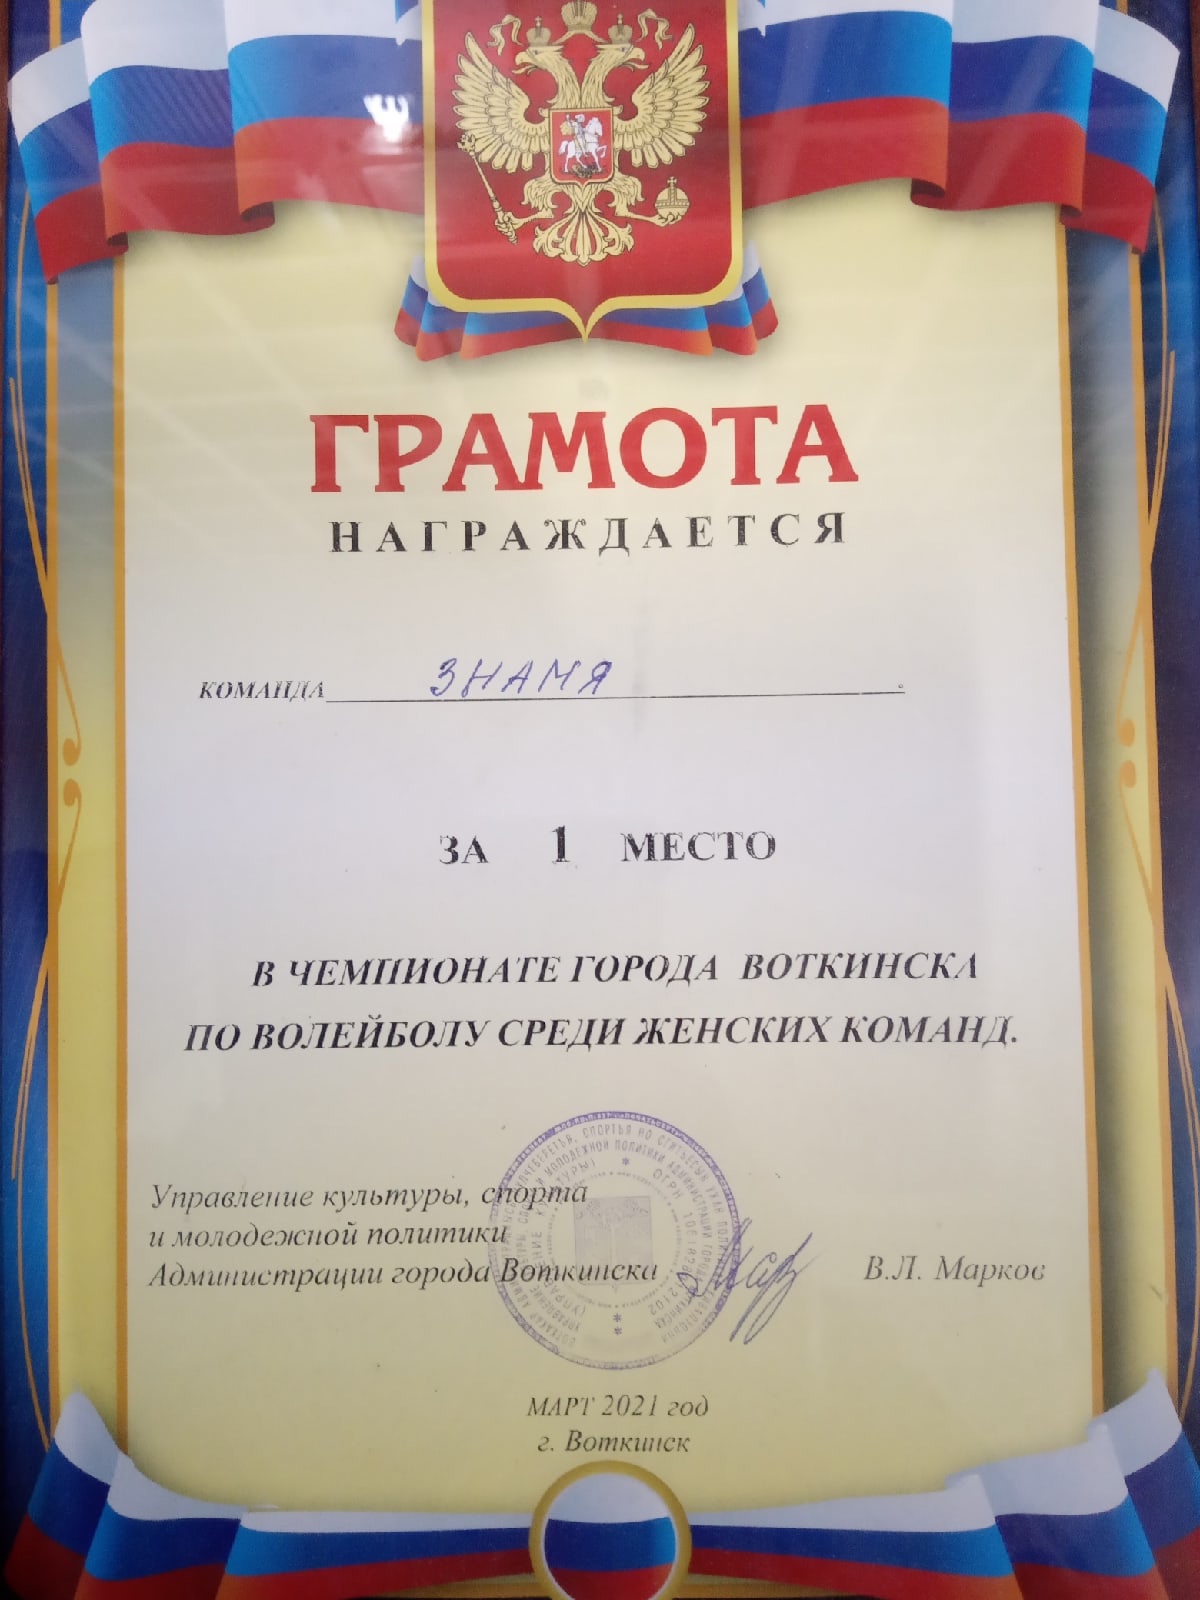 ГРАМОТА
НАГРАЖДАЕТСЯ
КОМАНДА ЗНАМЯ.
ЗА 1 МЕСТО
В ЧЕМПИОНАТЕ ГОРОДА ВОТКИНСКА
ПО ВОЛЕЙБОЛУ СРЕДИ ЖЕНСКИХ КОМАНД.
Управление культуры, спорта
и молодежной политики
Администрации города Воткинска
В.Л. Марков
МАРТ 2021 год
г. Воткинск